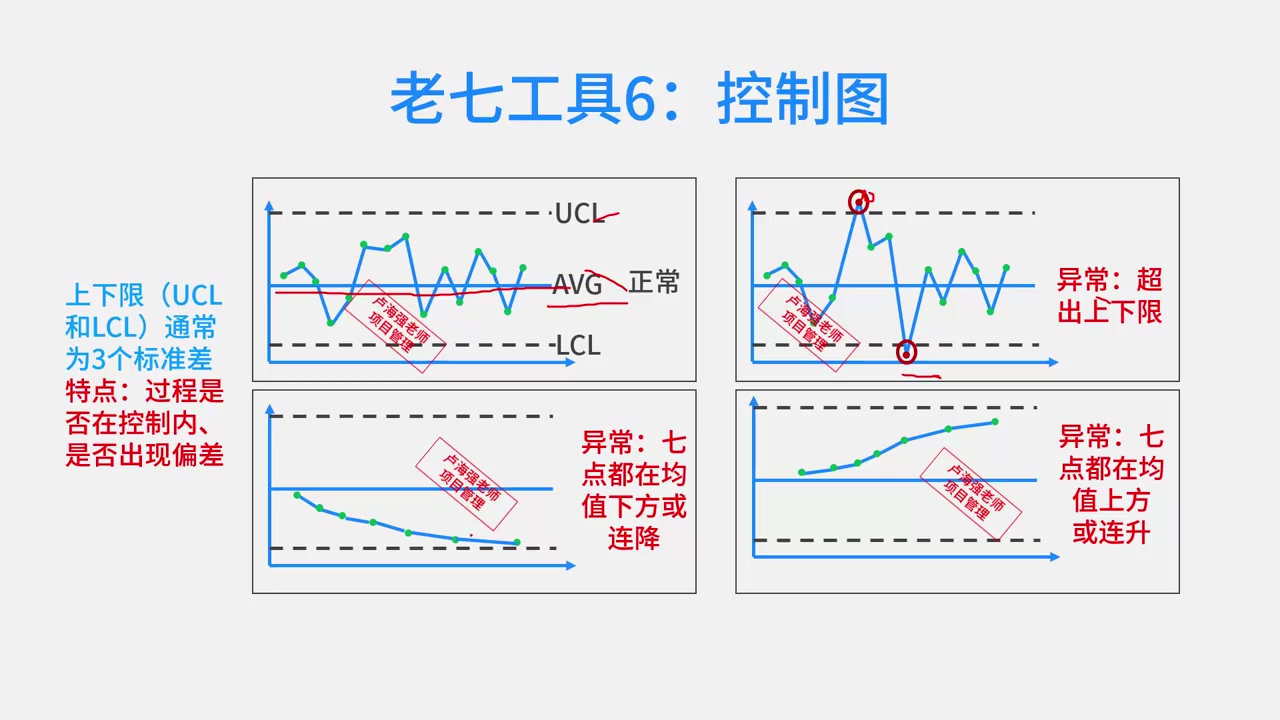 老七工具6：控制图
上下限（UCL
和LCL）通常
为3个标准差
特点：过程是
否在控制内、
是否出现偏差
UCL
AVG
正常
LCL
卢海强老师
项目管理
异常：超
出上下限
卢海强老师
项目管理
异常：七
点都在均
值下方或
连降
卢海强老师
项目管理
异常：七
点都在均
值上方
或连升
卢海强老师
项目管理